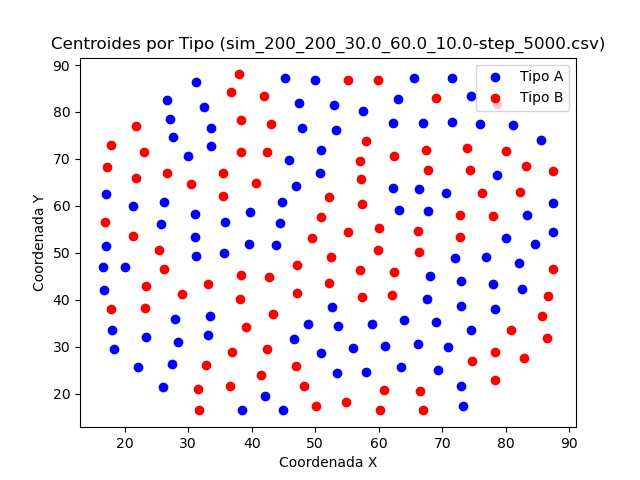 Centroides por Tipo (sim_200_200_30.0_60.0_10.0-step_5000.csv)
Tipo A
Tipo B
90
80
70
60
50
40
30
20
Coordenada Y
20 30 40 50 60 70 80 90
Coordenada X